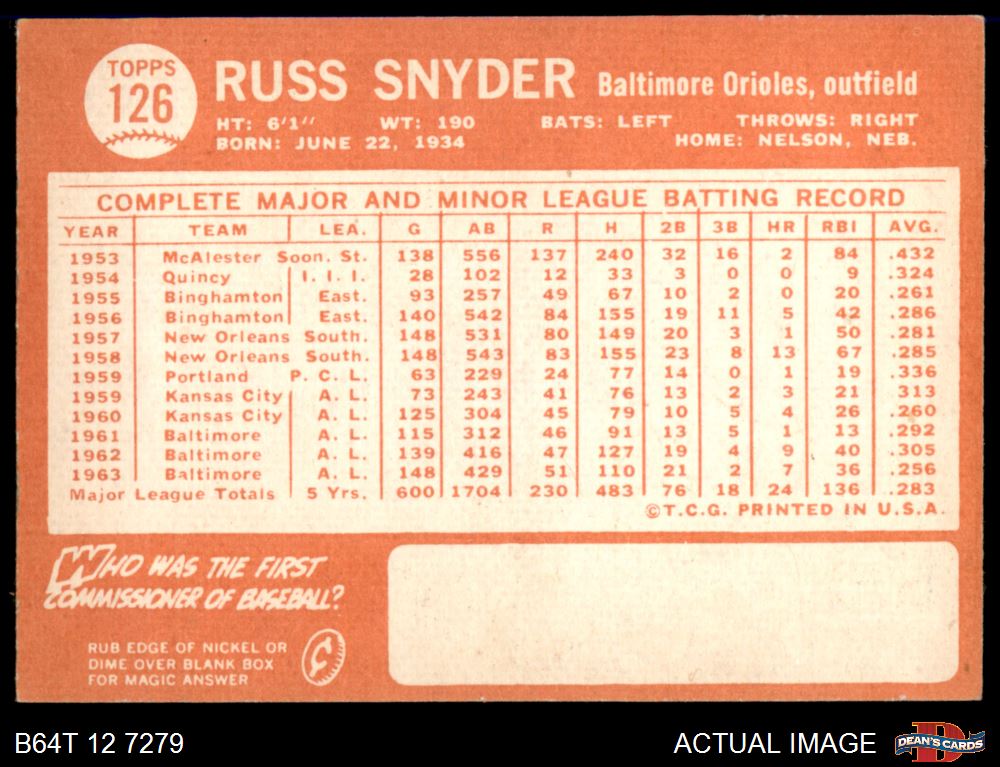 TOPPS
126
RUSS SNYDER Baltimore Orioles, outfield
HT: 6'1" WT: 190 BATS: LEFT THROWS: RIGHT
BORN: JUNE 22, 1934 HOME: NELSON, NEB.
COMPLETE MAJOR AND MINOR LEAGUE BATTING RECORD
YEAR TEAM LEA. G AB R H 2B 3B HR RBI AVG.
1953 McAlester Soon. St. 138 556 137 240 32 16 2 84 .432
1954 Quincy I. I. I. 28 102 12 33 3 0 0 9 .324
1955 Binghamton East. 93 257 49 67 10 2 0 20 .261
1956 Binghamton East. 140 542 84 155 19 11 5 42 .286
1957 New Orleans South. 148 531 80 149 20 3 1 50 .281
1958 New Orleans South. 148 543 83 155 23 8 13 67 .285
1959 Portland P. C. L. 63 229 24 77 14 0 1 19 .336
1959 Kansas City A. L. 73 243 41 76 13 2 3 21 313
1960 Kansas City A. L. 125 304 45 79 10 5 4 26 .260
1961 Baltimore A. L. 115 312 46 91 13 5 1 13 .292
1962 Baltimore A. L. 139 416 47 127 19 4 9 40 .305
1963 Baltimore A. L. 148 429 51 110 21 2 7 36 .256
Major League Totals 5 Yrs. 600 1704 230 483 76 18 24 136 .283
©T.C.G. PRINTED IN U.S.A.
WHO WAS THE FIRST
COMMISSIONER OF BASEBALL?
RUB EDGE OF NICKEL OR
DIME OVER BLANK BOX
FOR MAGIC ANSWER
¢
B64T 12 7279 ACTUAL IMAGE D DEAN'S CARDS